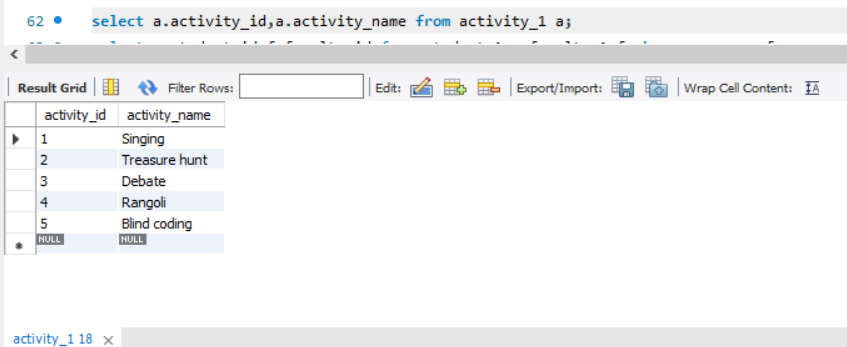 62 select a.activity_id,a.activity_name from activity_1 a;
Result Grid Filter Rows: Edit: Export/Import: Wrap Cell Content: IA
activity_id activity_name
1 Singing
2 Treasure hunt
3 Debate
4 Rangoli
5 Blind coding
NULL NULL
activity_1 18 ×